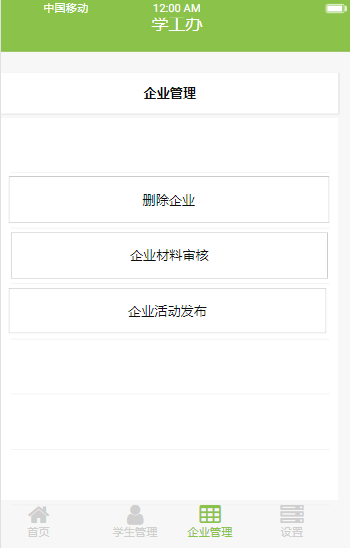 中国移动 12:00 AM
学工办
企业管理
删除企业
企业材料审核
企业活动发布
首页 学生管理 企业管理 设置